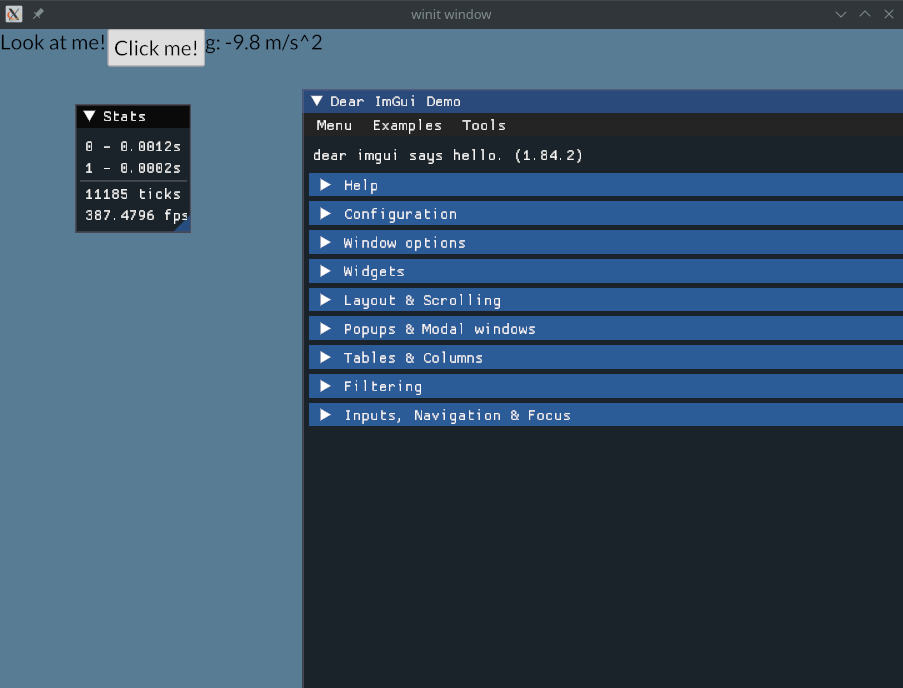 winit window
Look at me! Click me! g: -9.8 m/s^2
Stats
0 - 0.0012s
1 - 0.0002s
11185 ticks
387.4796 fps
Dear ImGui Demo
Menu Examples Tools
dear imgui says hello. (1.84.2)
Help
Configuration
Window options
Widgets
Layout & Scrolling
Popups & Modal windows
Tables & Columns
Filtering
Inputs, Navigation & Focus